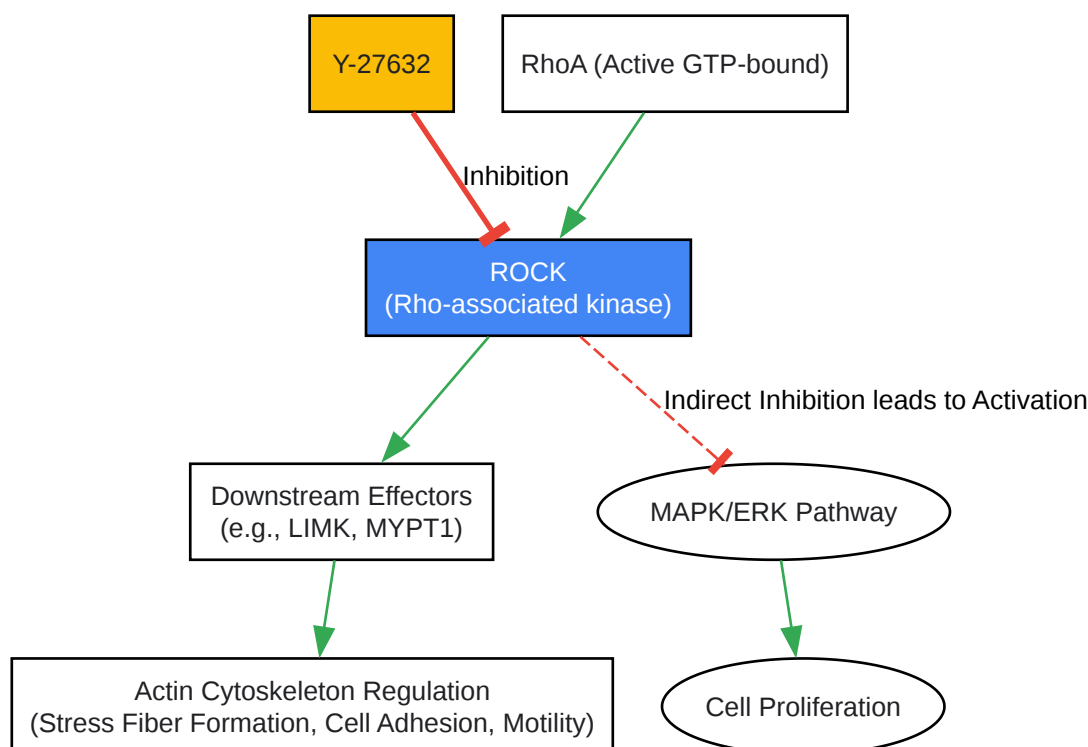 Y-27632
RhoA (Active GTP-bound)
Inhibition
ROCK
(Rho-associated kinase)
Indirect Inhibition leads to Activation
Downstream Effectors
(e.g., LIMK, MYPT1)
MAPK/ERK Pathway
Actin Cytoskeleton Regulation
(Stress Fiber Formation, Cell Adhesion, Motility)
Cell Proliferation